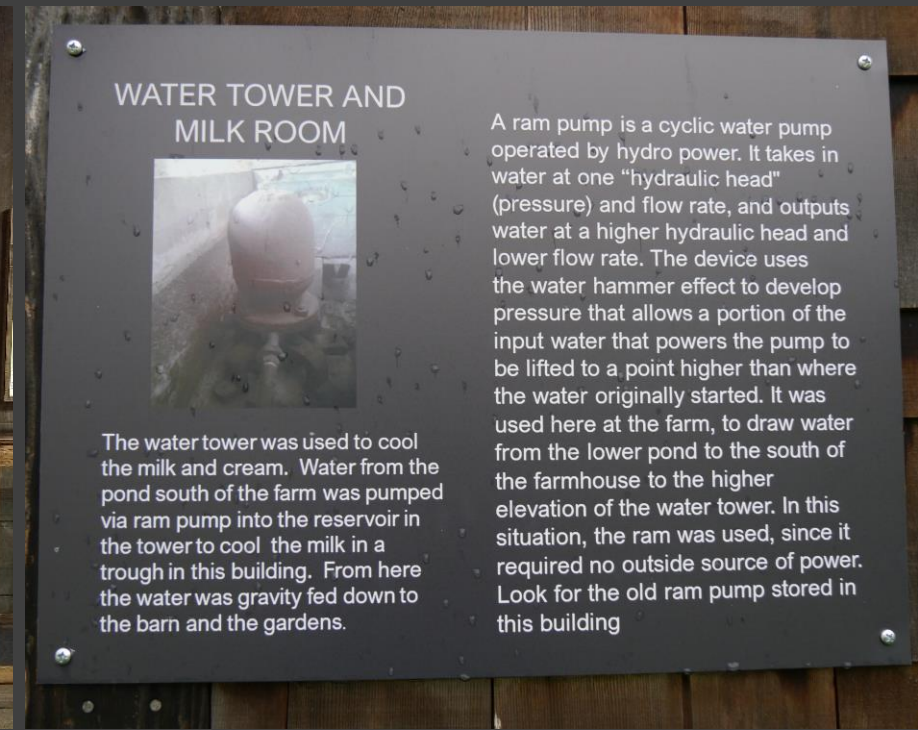 WATER TOWER AND
MILK ROOM
The water tower was used to cool
the milk and cream. Water from the
pond south of the farm was pumped
via ram pump into the reservoir in
the tower to cool the milk in a
trough in this building. From here
the water was gravity fed down to
the barn and the gardens.
A ram pump is a cyclic water pump
operated by hydro power. It takes in
water at one “hydraulic head"
(pressure) and flow rate, and outputs
water at a higher hydraulic head and
lower flow rate. The device uses
the water hammer effect to develop
pressure that allows a portion of the
input water that powers the pump to
be lifted to a point higher than where
the water originally started. It was
used here at the farm, to draw water
from the lower pond to the south of
the farmhouse to the higher
elevation of the water tower. In this
situation, the ram was used, since it
required no outside source of power.
Look for the old ram pump stored in
this building